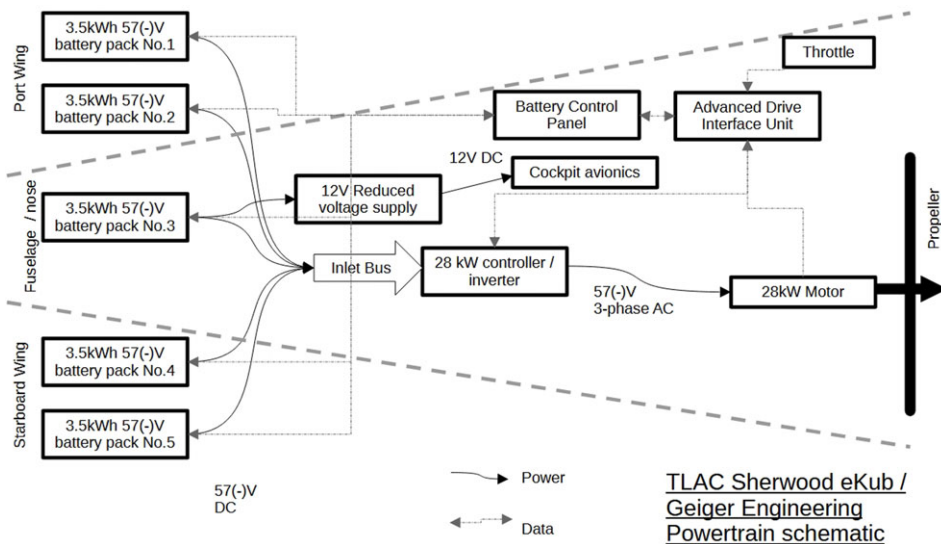 Port Wing
3.5kWh 57(-)V
battery pack No.1
3.5kWh 57(-)V
battery pack No.2
Throttle
Battery Control
Panel
Advanced Drive
Interface Unit
12V DC
Cockpit avionics
Fuselage / nose
3.5kWh 57(-)V
battery pack No.3
12V Reduced
voltage supply
Inlet Bus
28 kW controller /
inverter
57(-)V
3-phase AC
28kW Motor
Propeller
Starboard Wing
3.5kWh 57(-)V
battery pack No.4
3.5kWh 57(-)V
battery pack No.5
57(-)V
DC
Power
Data
TLAC Sherwood eKub /
Geiger Engineering
Powertrain schematic